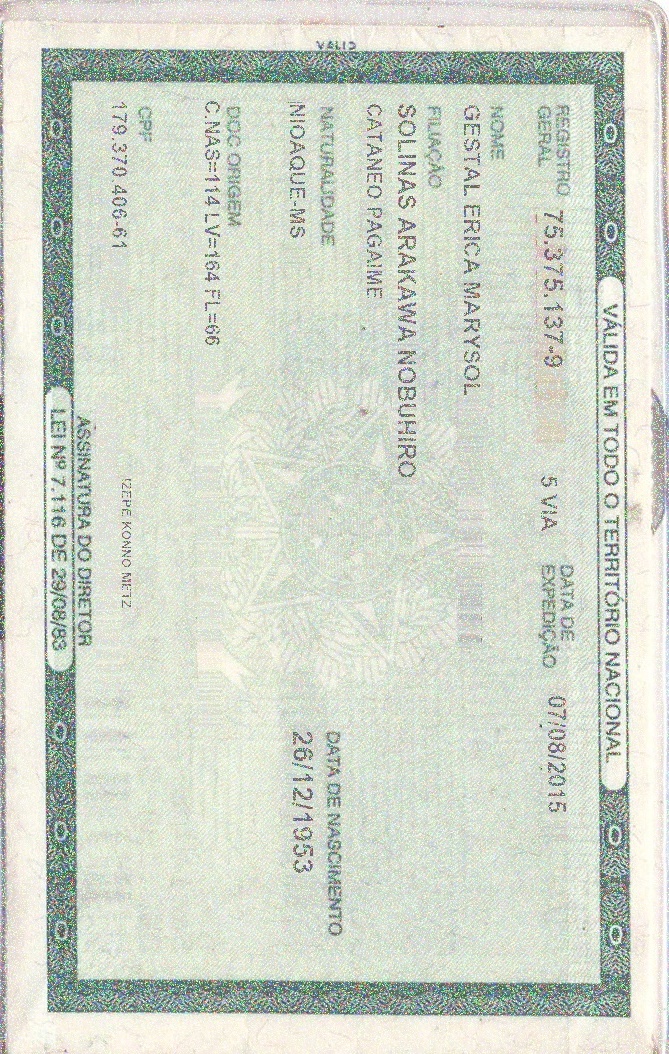 VALID
VÁLIDA EM TODO O TERRITÓRIO NACIONAL
REGISTRO GERAL 75.375.137-9 5 VIA DATA DE EXPEDIÇÃO 07/08/2015
NOME
GESTAL ERICA MARYSOL
FILIAÇÃO
SOLINAS ARAKAWA NOBUHIRO
CATANEO PAGAIME
NATURALIDADE DATA DE NASCIMENTO
NIOAQUE-MS 26/12/1953
DOC ORIGEM
C.NAS=114 LV=164 FL=66
CPF
179.370.406-61
IZEPE KONNO METZ
ASSINATURA DO DIRETOR
LEI Nº 7.116 DE 29/08/83